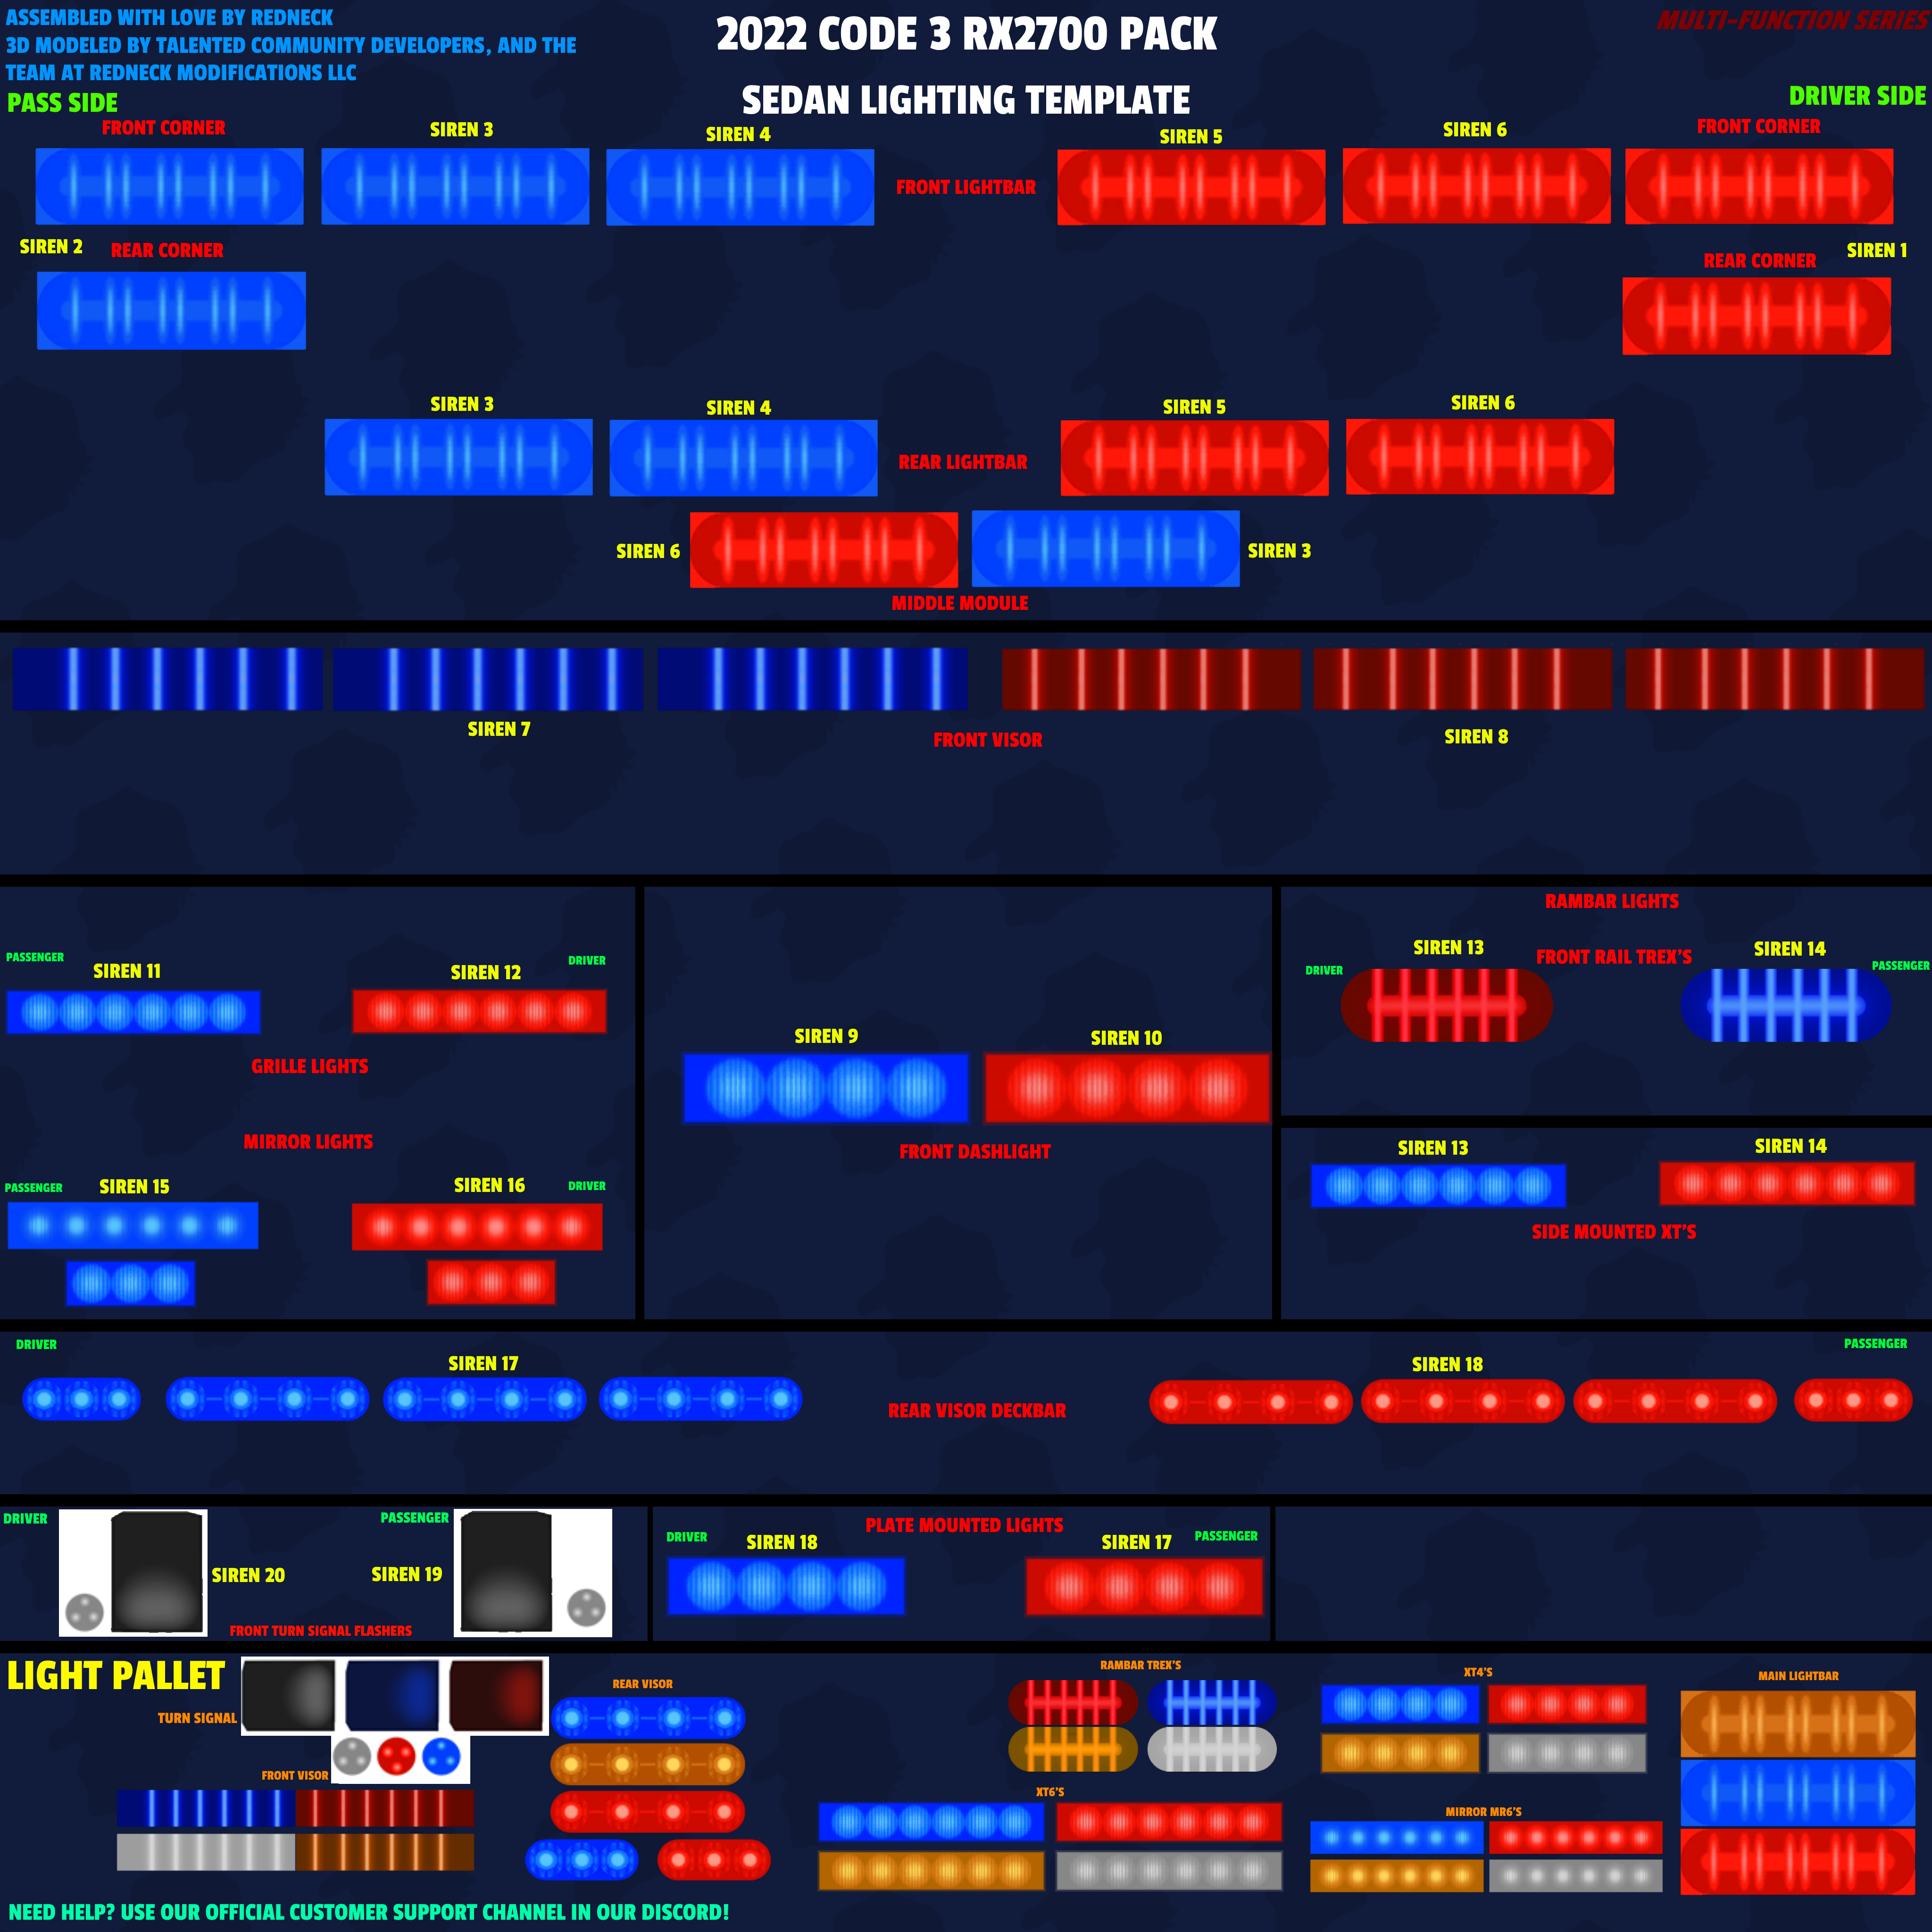 ASSEMBLED WITH LOVE BY REDNECK
3D MODELED BY TALENTED COMMUNITY DEVELOPERS, AND THE
TEAM AT REDNECK MODIFICATIONS LLC
2022 CODE 3 RX2700 PACK
MULTI-FUNCTION SERIES
SEDAN LIGHTING TEMPLATE
PASS SIDE
DRIVER SIDE
FRONT CORNER
SIREN 3
SIREN 4
SIREN 5
SIREN 6
FRONT CORNER
FRONT LIGHTBAR
SIREN 2
REAR CORNER
SIREN 1
REAR CORNER
SIREN 3
SIREN 4
SIREN 5
SIREN 6
REAR LIGHTBAR
SIREN 6
SIREN 3
MIDDLE MODULE
SIREN 7
FRONT VISOR
SIREN 8
PASSENGER
SIREN 11
SIREN 12
DRIVER
GRILLE LIGHTS
MIRROR LIGHTS
PASSENGER
SIREN 15
SIREN 16
DRIVER
SIREN 9
SIREN 10
FRONT DASHLIGHT
RAMBAR LIGHTS
SIREN 13
FRONT RAIL TREX'S
SIREN 14
DRIVER
PASSENGER
SIREN 13
SIREN 14
SIDE MOUNTED XT'S
DRIVER
SIREN 17
SIREN 18
PASSENGER
REAR VISOR DECKBAR
DRIVER
PASSENGER
SIREN 20
SIREN 19
FRONT TURN SIGNAL FLASHERS
PLATE MOUNTED LIGHTS
DRIVER
SIREN 18
SIREN 17
PASSENGER
LIGHT PALLET
TURN SIGNAL
FRONT VISOR
REAR VISOR
RAMBAR TREX'S
XT6'S
XT4'S
MIRROR MR6'S
MAIN LIGHTBAR
NEED HELP? USE OUR OFFICIAL CUSTOMER SUPPORT CHANNEL IN OUR DISCORD!